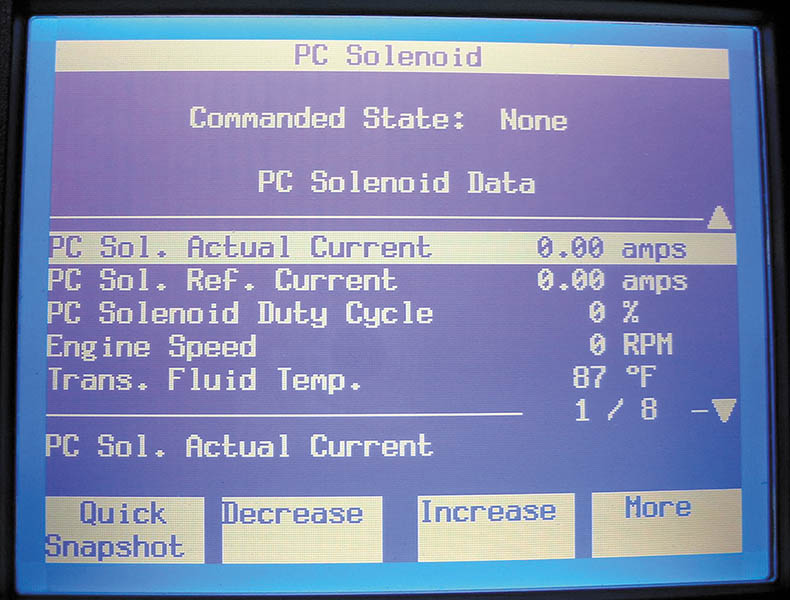 PC Solenoid
Commanded State: None
PC Solenoid Data
PC Sol. Actual Current 0.00 amps
PC Sol. Ref. Current 0.00 amps
PC Solenoid Duty Cycle 0 %
Engine Speed 0 RPM
Trans. Fluid Temp. 87 °F
1 / 8
PC Sol. Actual Current
Quick Snapshot Decrease Increase More